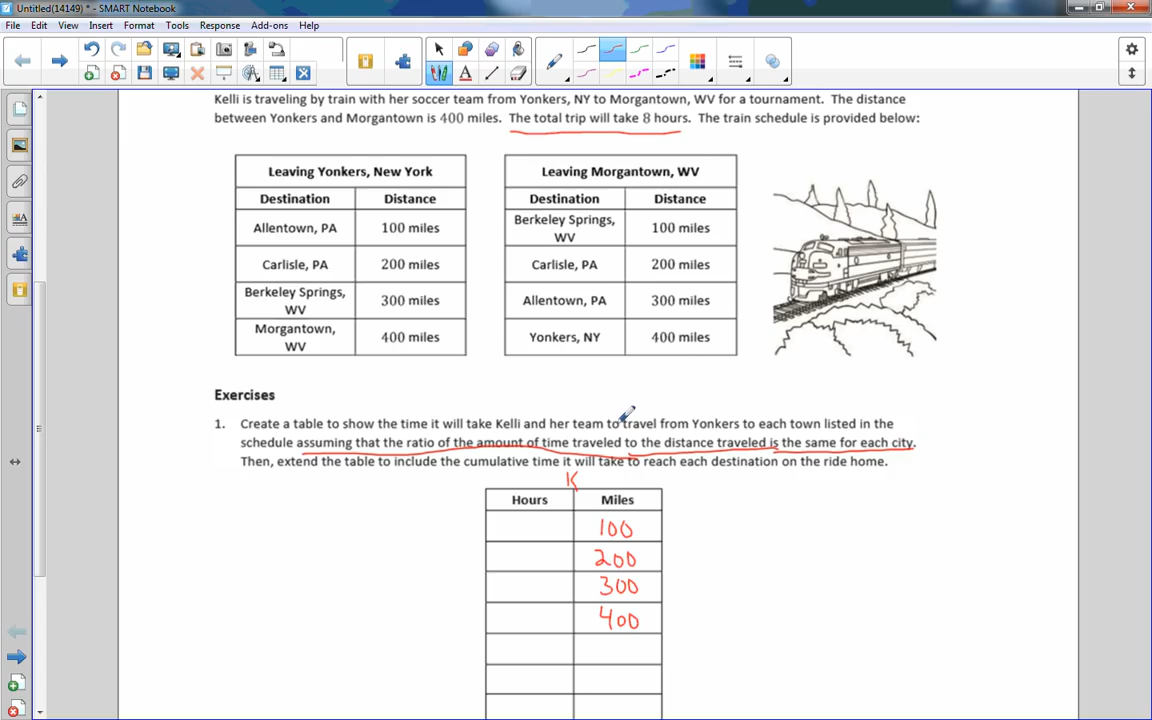 Untitled(14149) * - SMART Notebook
File Edit View Insert Format Tools Response Add-ons Help
Kelli is traveling by train with her soccer team from Yonkers, NY to Morgantown, WV for a tournament. The distance
between Yonkers and Morgantown is 400 miles. The total trip will take 8 hours. The train schedule is provided below:
Leaving Yonkers, New York
Destination Distance
Allentown, PA 100 miles
Carlisle, PA 200 miles
Berkeley Springs,
WV 300 miles
Morgantown,
WV 400 miles
Leaving Morgantown, WV
Destination Distance
Berkeley Springs,
WV 100 miles
Carlisle, PA 200 miles
Allentown, PA 300 miles
Yonkers, NY 400 miles
Exercises
1. Create a table to show the time it will take Kelli and her team to travel from Yonkers to each town listed in the
schedule assuming that the ratio of the amount of time traveled to the distance traveled is the same for each city.
Then, extend the table to include the cumulative time it will take to reach each destination on the ride home.
K
Hours Miles
100
200
300
400